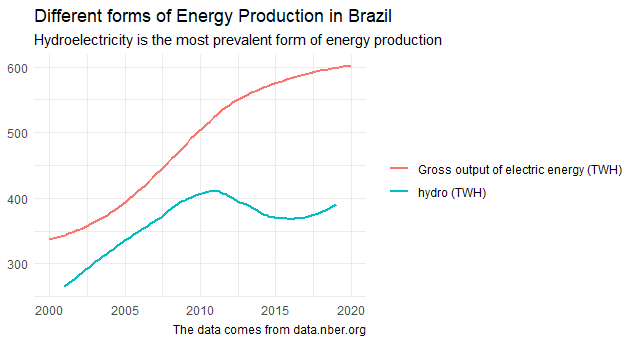 Different forms of Energy Production in Brazil
Hydroelectricity is the most prevalent form of energy production
600
500
400
300
Gross output of electric energy (TWH)
hydro (TWH)
2000 2005 2010 2015 2020
The data comes from data.nber.org